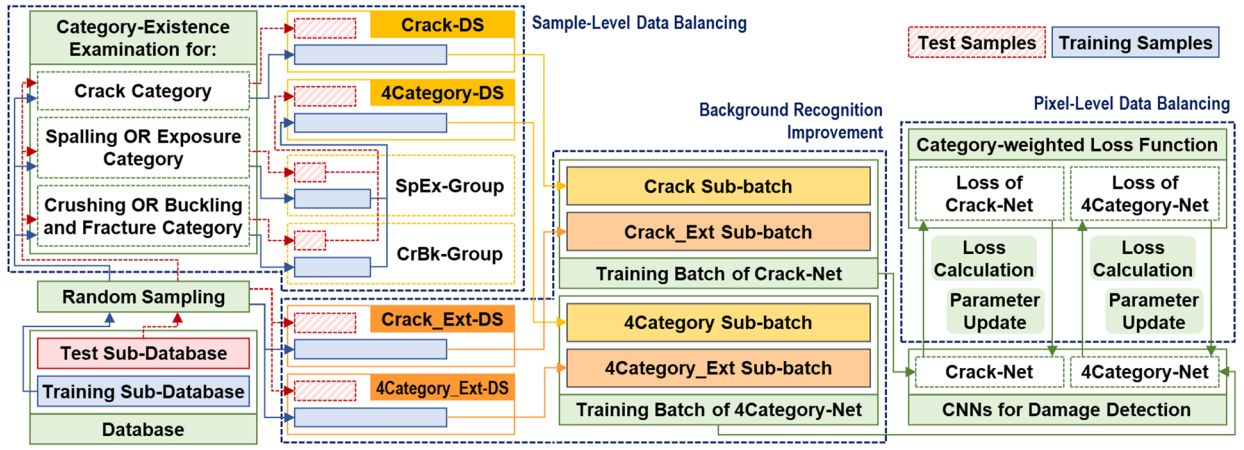 Category-Existence
Examination for:
Crack Category
Spalling OR Exposure
Category
Crushing OR Buckling
and Fracture Category
Random Sampling
Test Sub-Database
Training Sub-Database
Database
Crack-DS
4Category-DS
SpEx-Group
CrBk-Group
Crack_Ext-DS
4Category_Ext-DS
Sample-Level Data Balancing
Background Recognition
Improvement
Crack Sub-batch
Crack_Ext Sub-batch
Training Batch of Crack-Net
4Category Sub-batch
4Category_Ext Sub-batch
Training Batch of 4Category-Net
Test Samples
Training Samples
Pixel-Level Data Balancing
Category-weighted Loss Function
Loss of
Crack-Net
Loss of
4Category-Net
Loss
Calculation
Loss
Calculation
Parameter
Update
Parameter
Update
Crack-Net
4Category-Net
CNNs for Damage Detection